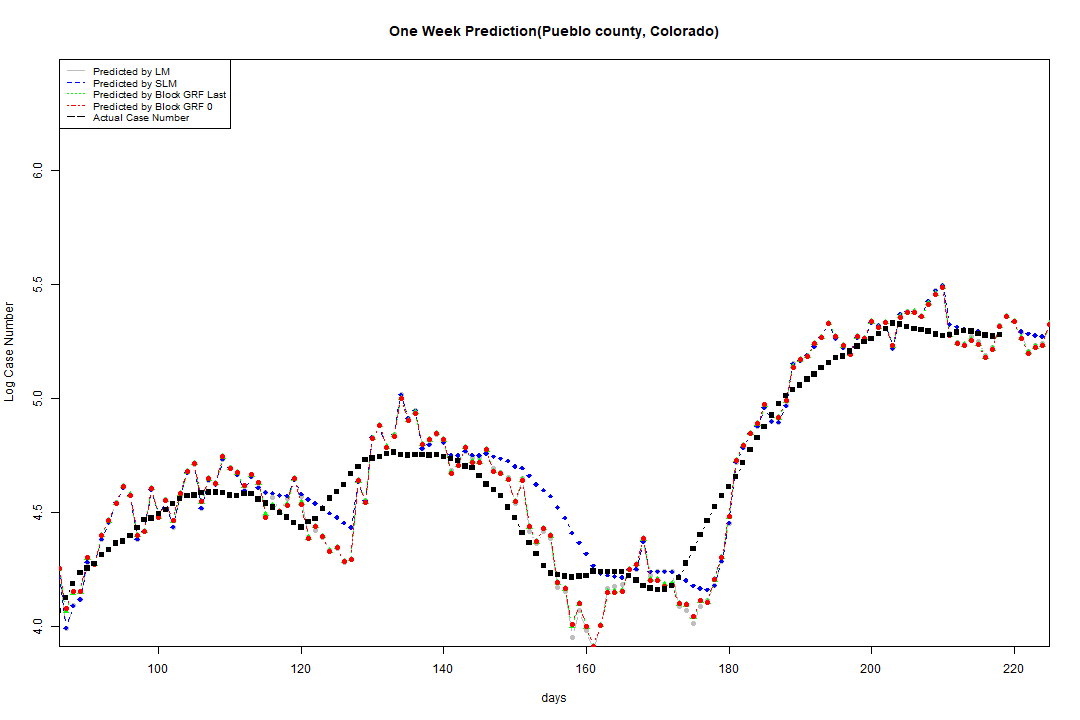 One Week Prediction(Pueblo county, Colorado)
Predicted by LM
Predicted by SLM
Predicted by Block GRF Last
Predicted by Block GRF 0
Actual Case Number
Log Case Number
6.0
5.5
5.0
4.5
4.0
100 120 140 160 180 200 220
days